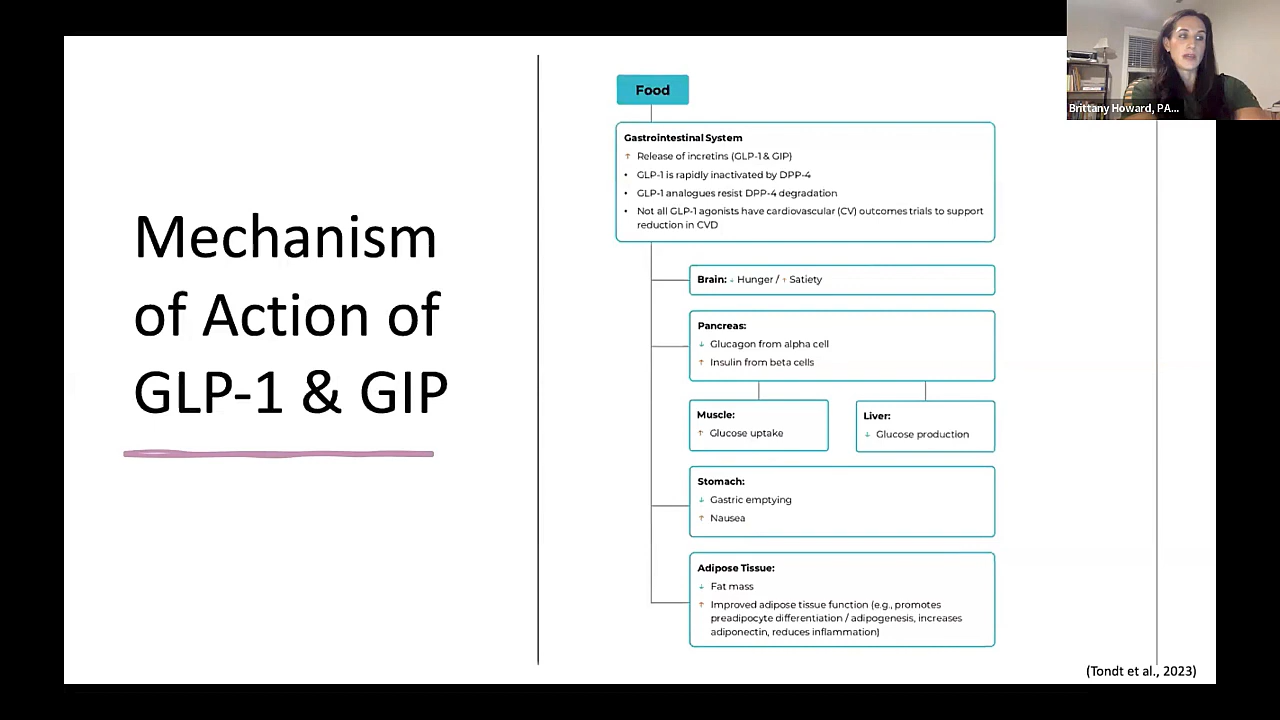 Mechanism
of Action of
GLP-1 & GIP
Food
Gastrointestinal System
↑ Release of incretins (GLP-1 & GIP)
• GLP-1 is rapidly inactivated by DPP-4
• GLP-1 analogues resist DPP-4 degradation
• Not all GLP-1 agonists have cardiovascular (CV) outcomes trials to support
reduction in CVD
Brain: ↓ Hunger / ↑ Satiety
Pancreas:
↓ Glucagon from alpha cell
↑ Insulin from beta cells
Muscle:
↑ Glucose uptake
Liver:
↓ Glucose production
Stomach:
↓ Gastric emptying
↑ Nausea
Adipose Tissue:
↓ Fat mass
↑ Improved adipose tissue function (e.g., promotes
preadipocyte differentiation / adipogenesis, increases
adiponectin, reduces inflammation)
(Tondt et al., 2023)
Brittany Howard, PA...